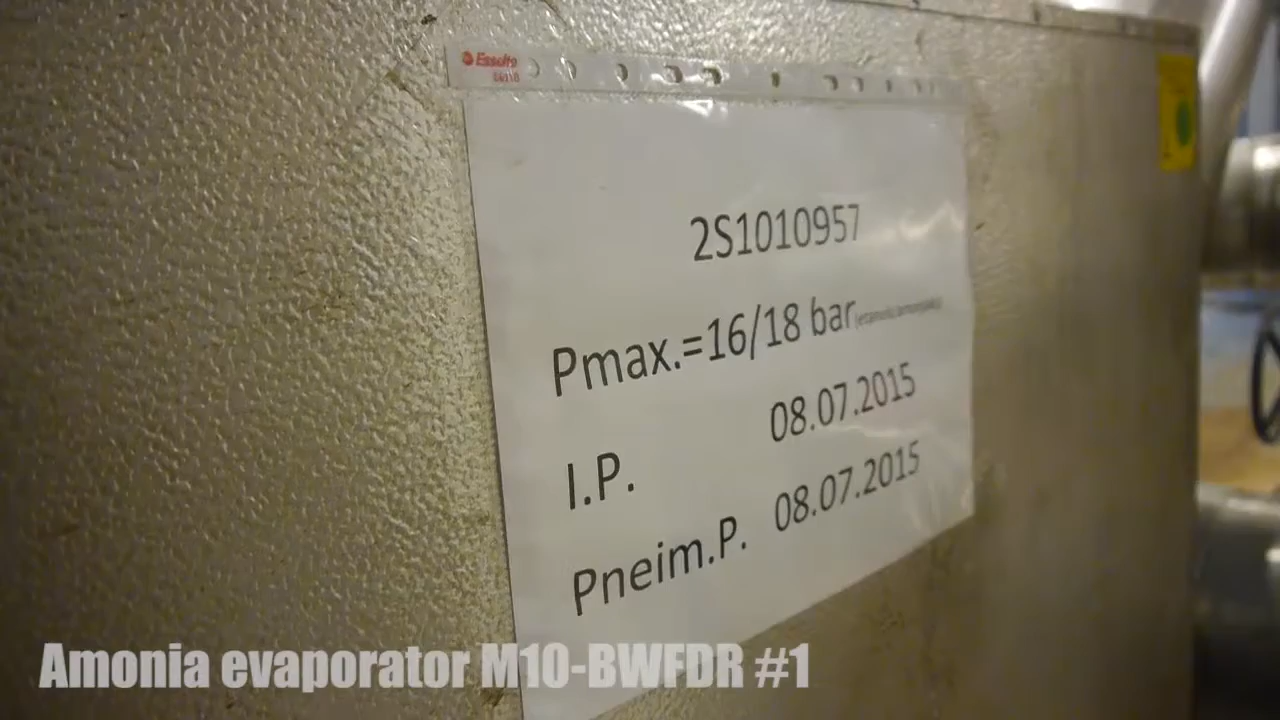 Esselte
2S1010957
Pmax.=16/18 bar
I.P. 08.07.2015
Pneim.P. 08.07.2015
Amonia evaporator M10-BWFDR #1